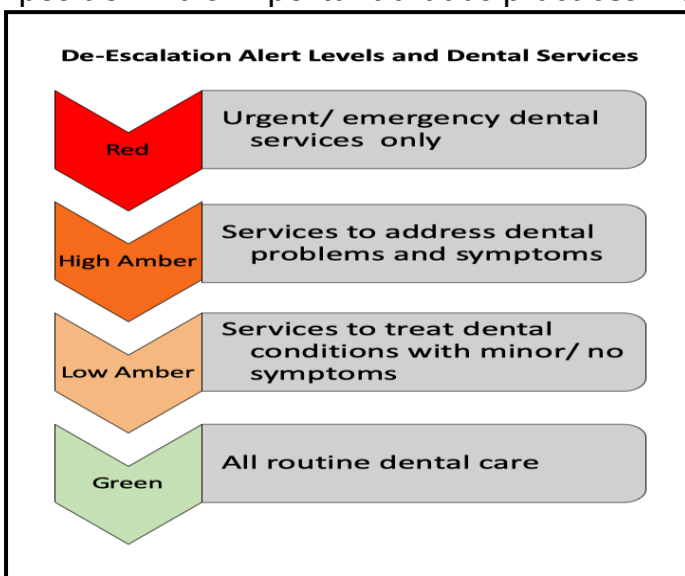 practices
De-Escalation Alert Levels and Dental Services
Red
Urgent/ emergency dental
services only
High Amber
Services to address dental
problems and symptoms
Low Amber
Services to treat dental
conditions with minor/ no
symptoms
Green
All routine dental care